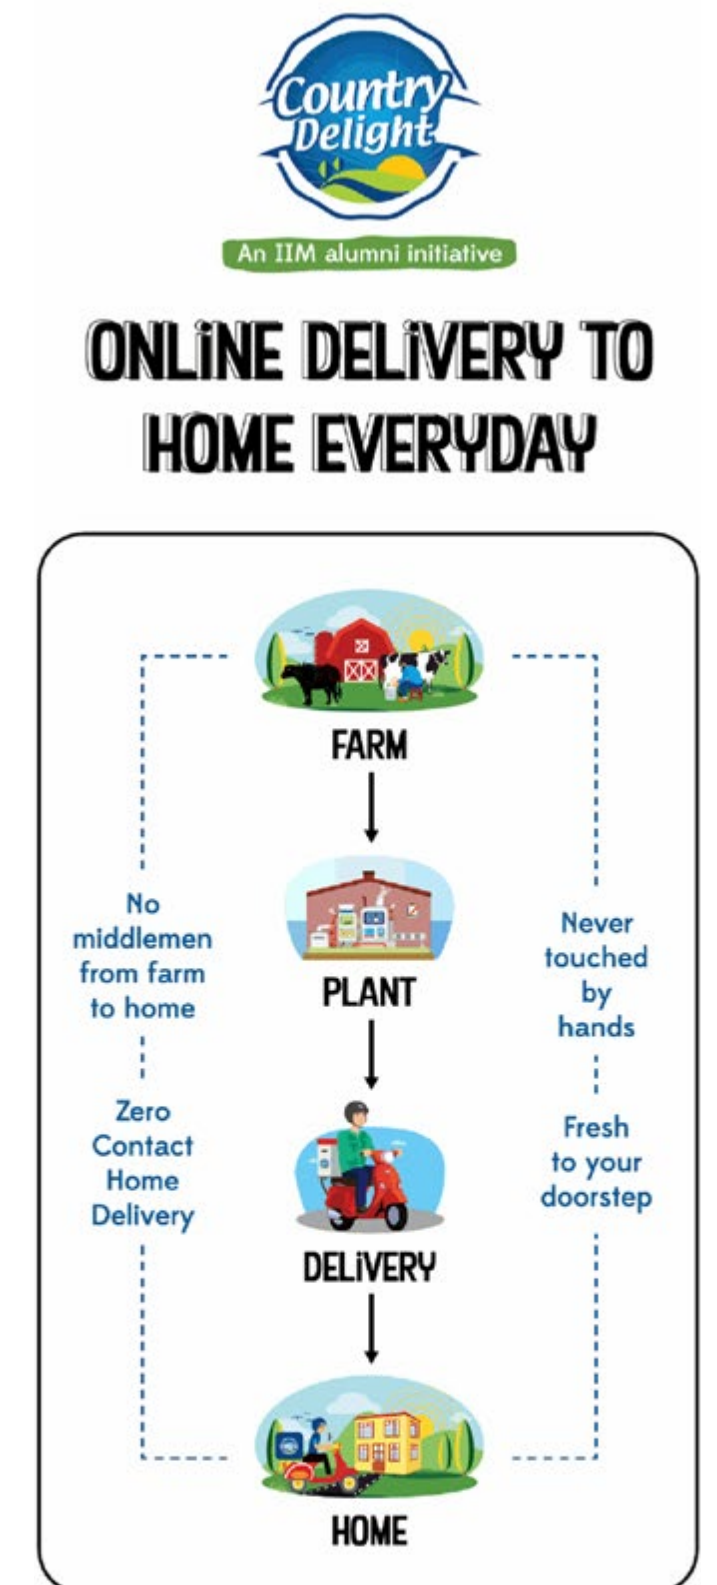 Country
Delight
An IIM alumni initiative
ONLiNE DELiVERY TO
HOME EVERYDAY
FARM
No
middlemen
from farm
to home
Never
touched
by
hands
PLANT
Zero
Contact
Home
Delivery
Fresh
to your
doorstep
DELiVERY
HOME